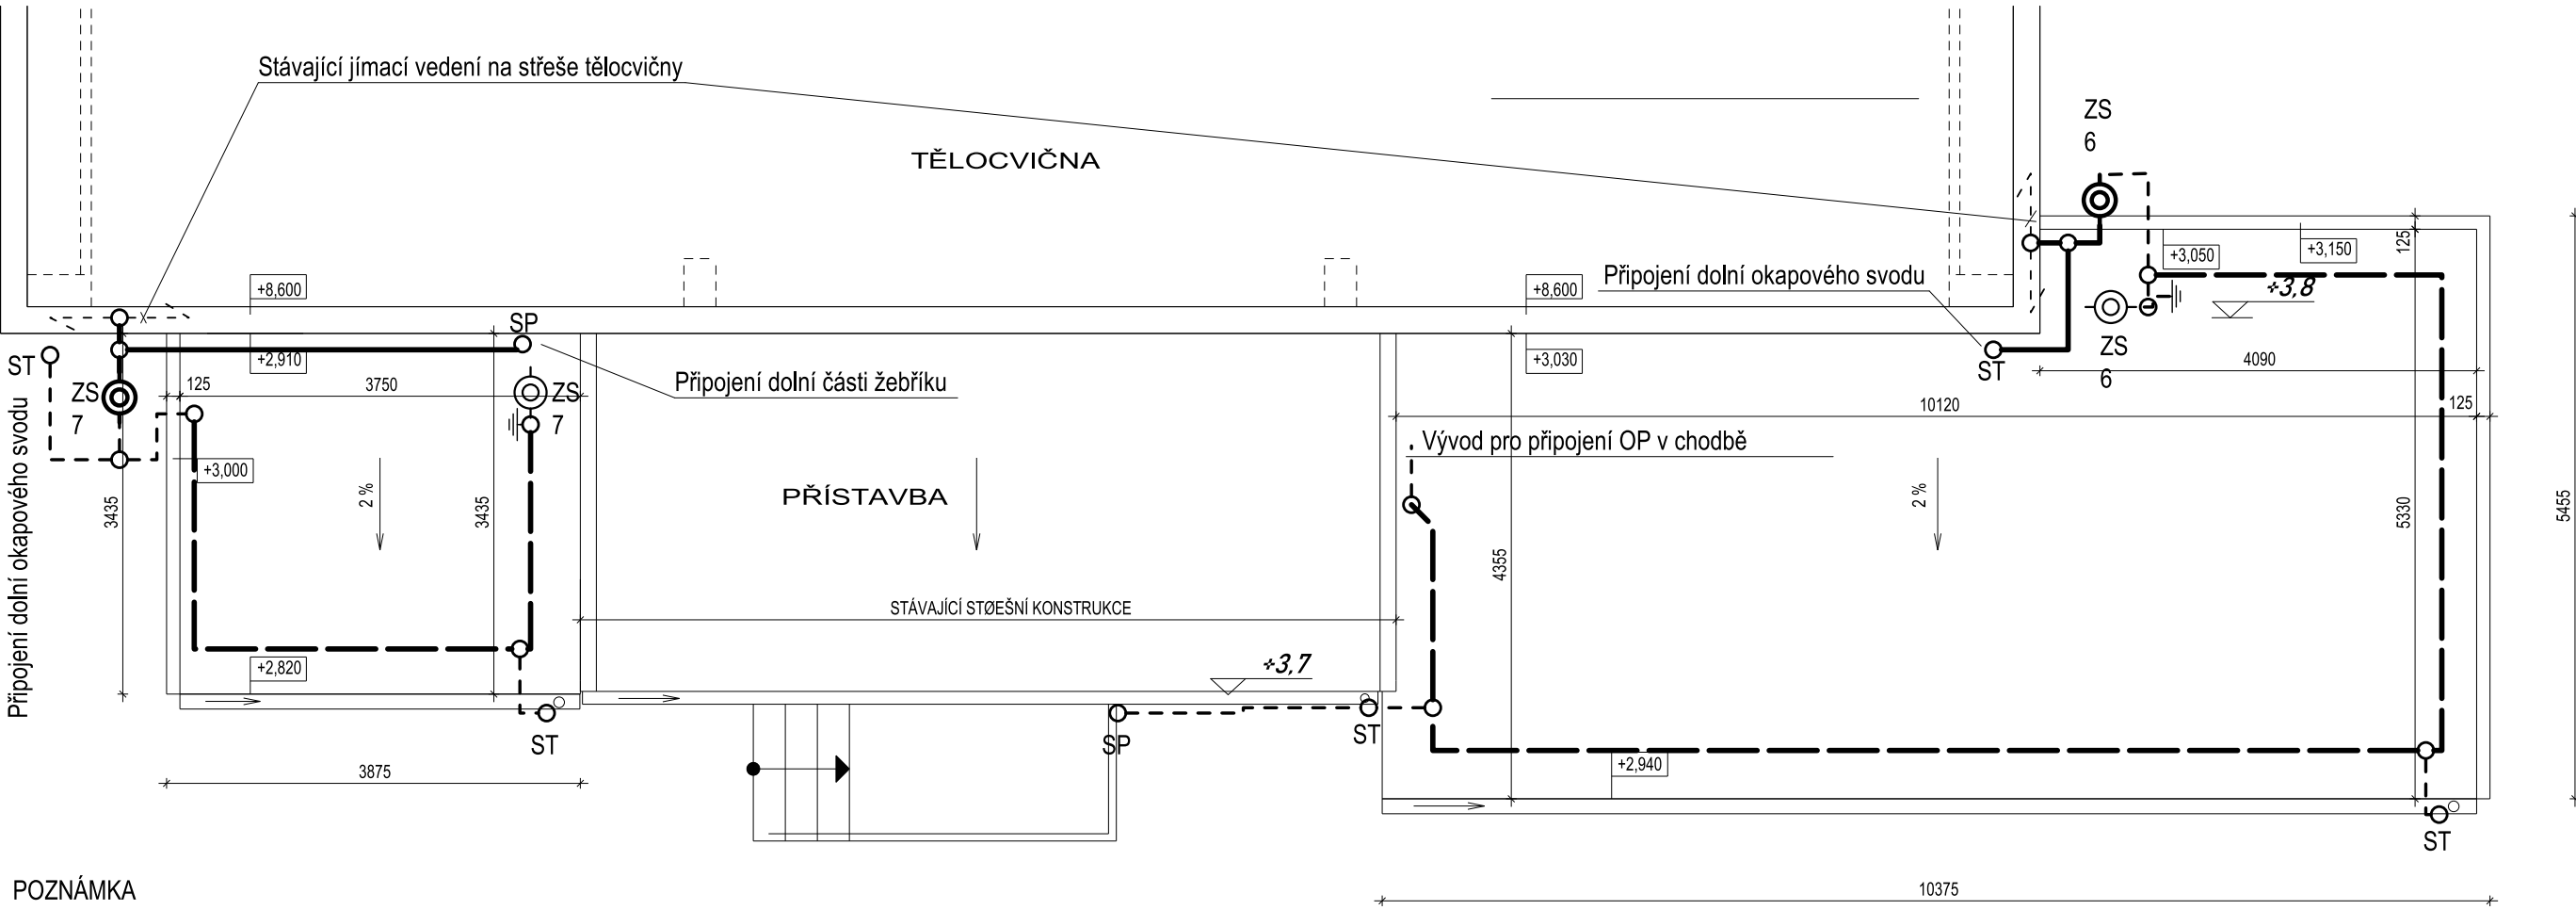 Stávající jímací vedení na střeše tělocvičny
TĚLOCVIČNA
ZS
6
+3,050
+3,150
125
+8,600
+8,600
Připojení dolní okapového svodu
+3,8
SP
ST
+2,910
+3,030
ST
ZS
6
4090
ZS
7
125
3750
ZS
7
Připojení dolní části žebříku
10120
125
Připojení dolní okapového svodu
+3,000
Vývod pro připojení OP v chodbě
3435
2 %
3435
PŘÍSTAVBA
2 %
5330
5455
4355
STÁVAJÍCÍ STØEŠNÍ KONSTRUKCE
+2,820
+3,7
ST
SP
ST
3875
+2,940
ST
POZNÁMKA
10375